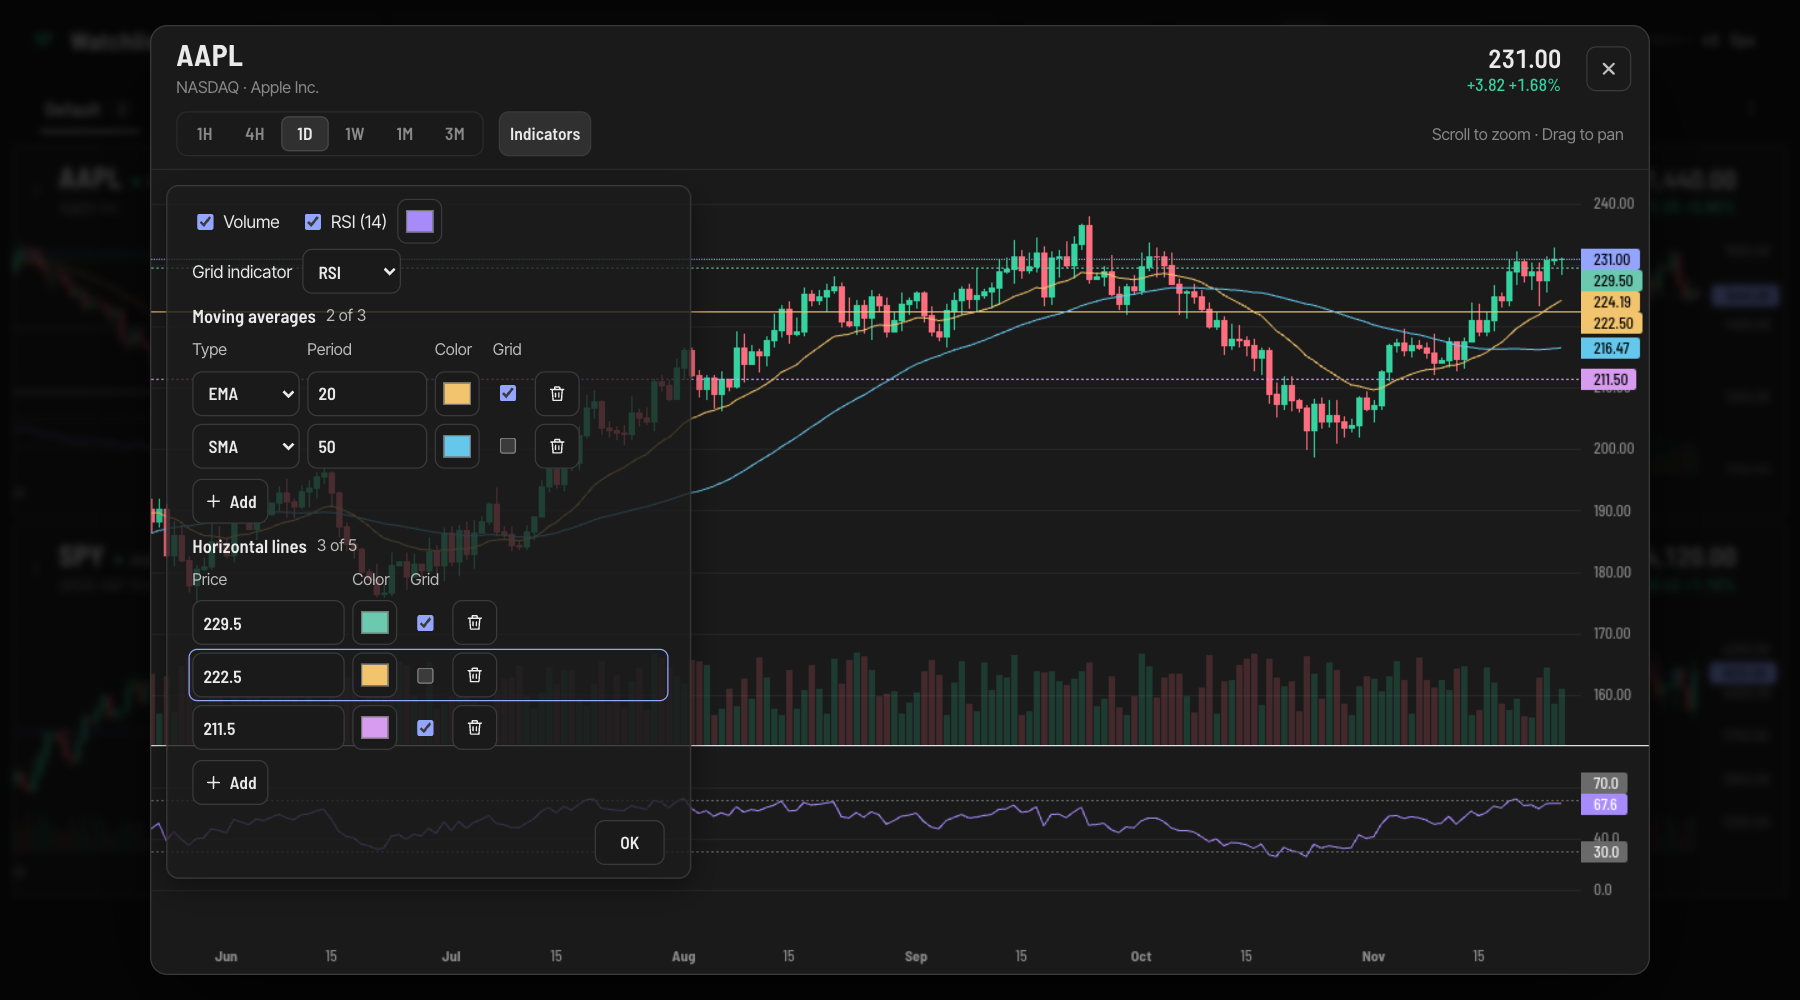 AAPL
NASDAQ · Apple Inc.
231.00
+3.82 +1.68%
1H 4H 1D 1W 1M 3M Indicators
Scroll to zoom · Drag to pan
Volume RSI (14)
Grid indicator RSI
Moving averages 2 of 3
Type Period Color Grid
EMA 20
SMA 50
+ Add
Horizontal lines 3 of 5
Price Color Grid
229.5
222.5
211.5
+ Add
OK
240.00
231.00
229.50
224.19
222.50
216.47
211.50
200.00
190.00
180.00
170.00
160.00
70.0
67.6
40.0
30.0
0.0
Jun 15 Jul 15 Aug 15 Sep 15 Oct 15 Nov 15
AAPL
SPY
Default